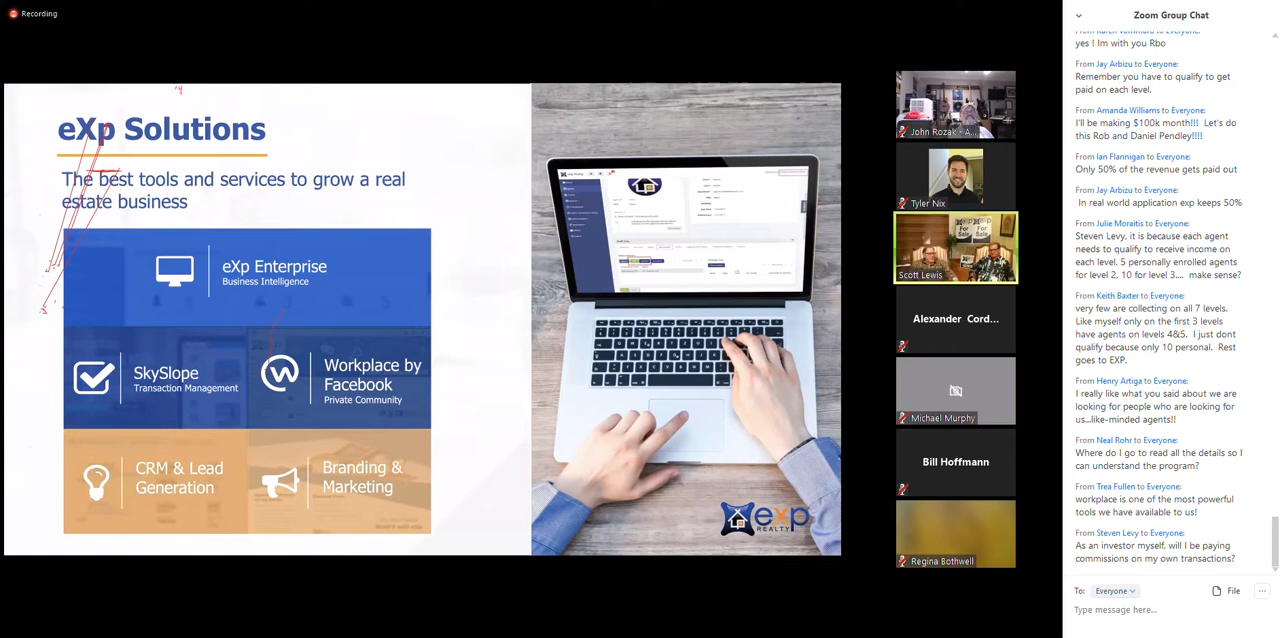 Recording
eXp Solutions
The best tools and services to grow a real
estate business
eXp Enterprise
Business Intelligence
SkySlope
Transaction Management
Workplace by
Facebook
Private Community
CRM & Lead
Generation
Branding &
Marketing
exp
REALTY
John Rozak - A...
Tyler Nix
For
Sale
For
Sale
Scott Lewis
Alexander Cord...
Michael Murphy
Bill Hoffmann
Regina Bothwell
Zoom Group Chat
yes ! Im with you Rbo
From Jay Arbizu to Everyone:
Remember you have to qualify to get
paid on each level.
From Amanda Williams to Everyone:
I'll be making $100k month!!! Let's do
this Rob and Daniel Pendley!!!!
From Ian Flannigan to Everyone:
Only 50% of the revenue gets paid out
From Jay Arbizu to Everyone:
In real world application exp keeps 50%
From Julie Moraitis to Everyone:
Steven Levy, it is because each agent
needs to qualify to receive income on
each level. 5 personally enrolled agents
for level 2, 10 for level 3.... make sense?
From Keith Baxter to Everyone:
very few are collecting on all 7 levels.
Like myself only on the first 3 levels
have agents on levels 4&5. I just dont
qualify because only 10 personal. Rest
goes to EXP.
From Henry Artiga to Everyone:
I really like what you said about we are
looking for people who are looking for
us...like-minded agents!!
From Neal Rohr to Everyone:
Where do I go to read all the details so I
can understand the program?
From Trea Fullen to Everyone:
workplace is one of the most powerful
tools we have available to us!
From Steven Levy to Everyone:
As an investor myself, will I be paying
commissions on my own transactions?
To: Everyone
File
Type message here...